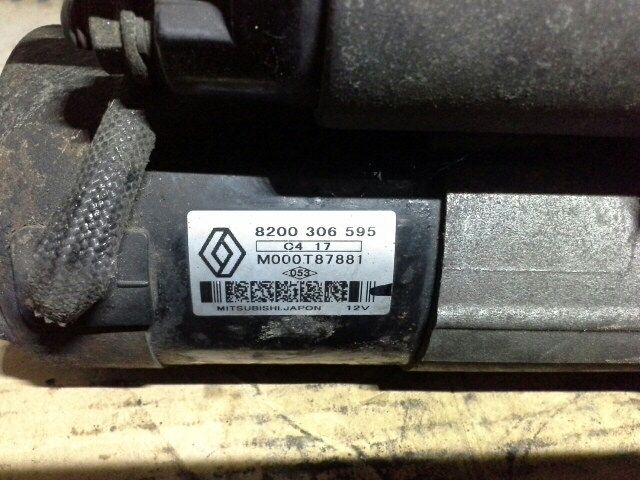 8200 306 595
C4 17
M000T87881
<053>
MITSUBISHI.JAPON 12V